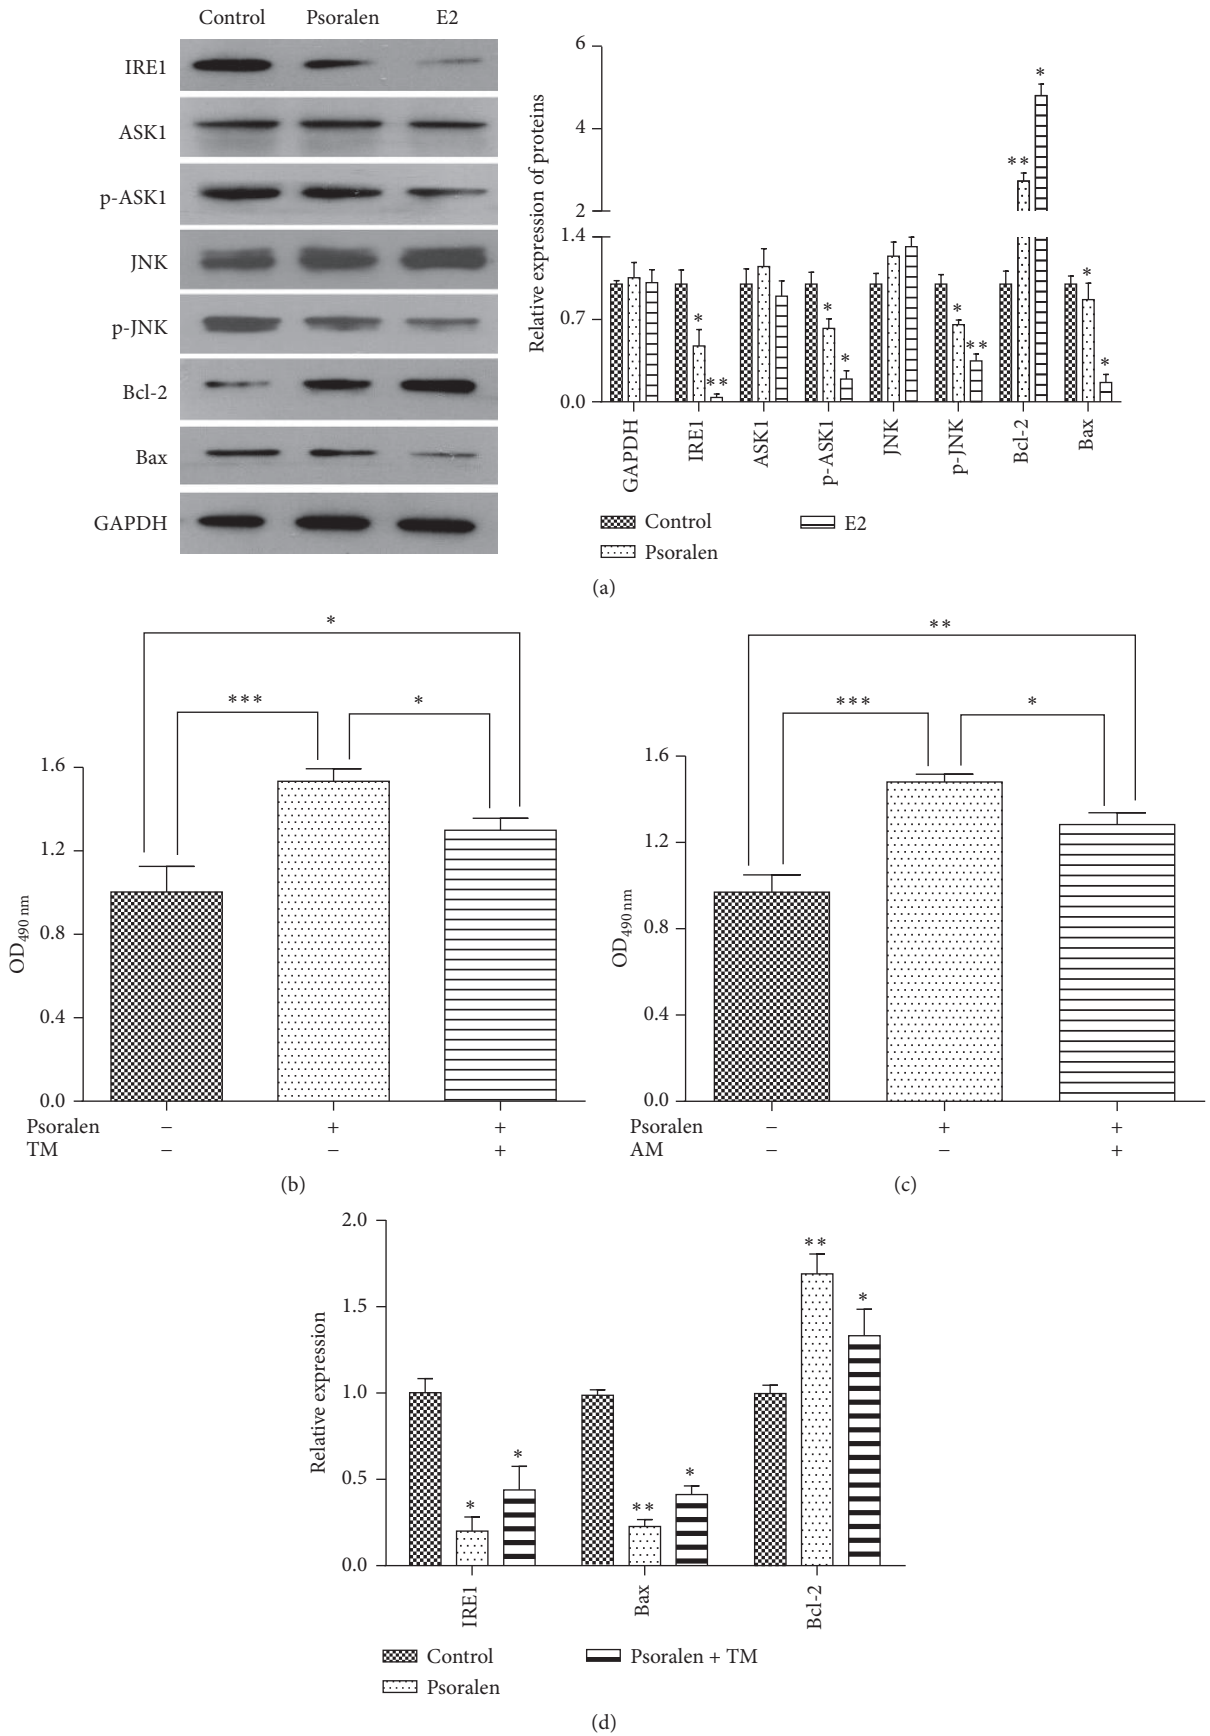 Control Psoralen E2
IRE1
ASK1
p-ASK1
JNK
p-JNK
Bcl-2
Bax
GAPDH
Relative expression of proteins
6
4
2
1.4
0.7
0.0
* ** * * * ** ** * * *
GAPDH
IRE1
ASK1
p-ASK1
JNK
p-JNK
Bcl-2
Bax
Control E2
Psoralen
(a)
*
*** *
OD490 nm
1.6
1.2
0.8
0.4
0.0
Psoralen − + +
TM − − +
(b)
**
*** *
OD490 nm
1.6
1.2
0.8
0.4
0.0
Psoralen − + +
AM − − +
(c)
Relative expression
2.0
1.5
1.0
0.5
0.0
* * ** * ** *
IRE1
Bax
Bcl-2
Control Psoralen + TM
Psoralen
(d)